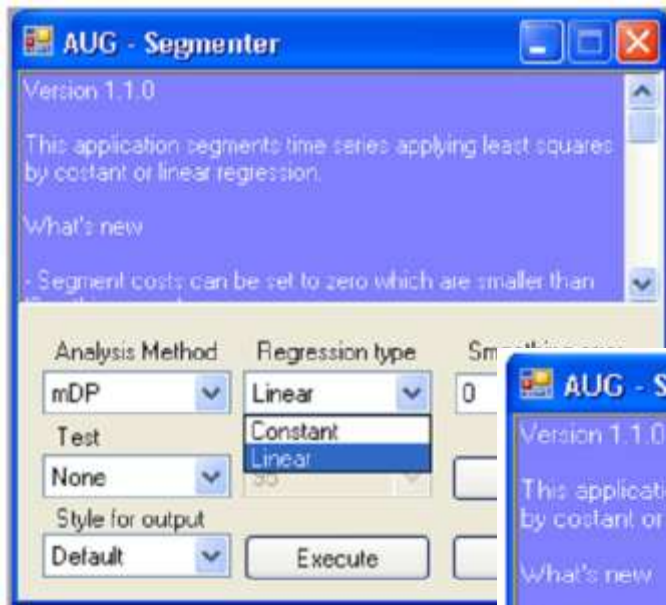 AUG - Segmenter
Version 1.1.0
This application segments time series applying least squares
by costant or linear regression.
What's new
- Segment costs can be set to zero which are smaller than
Analysis Method Regression type
mDP Linear 0
Test Constant
Linear
None 95
Style for output
Default Execute
AUG - S
Version 1.1.0
This applicati
by costant or
What's new